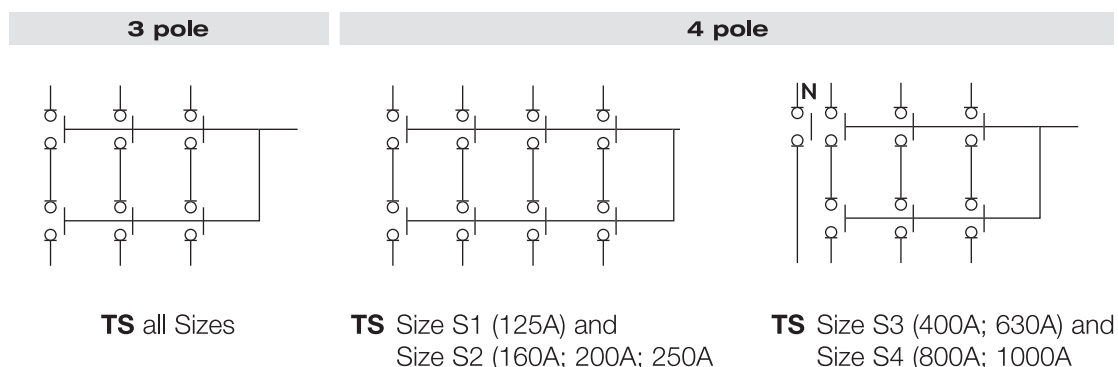 3 pole
4 pole
N
TS all Sizes
TS Size S1 (125A) and
Size S2 (160A; 200A; 250A
TS Size S3 (400A; 630A) and
Size S4 (800A; 1000A